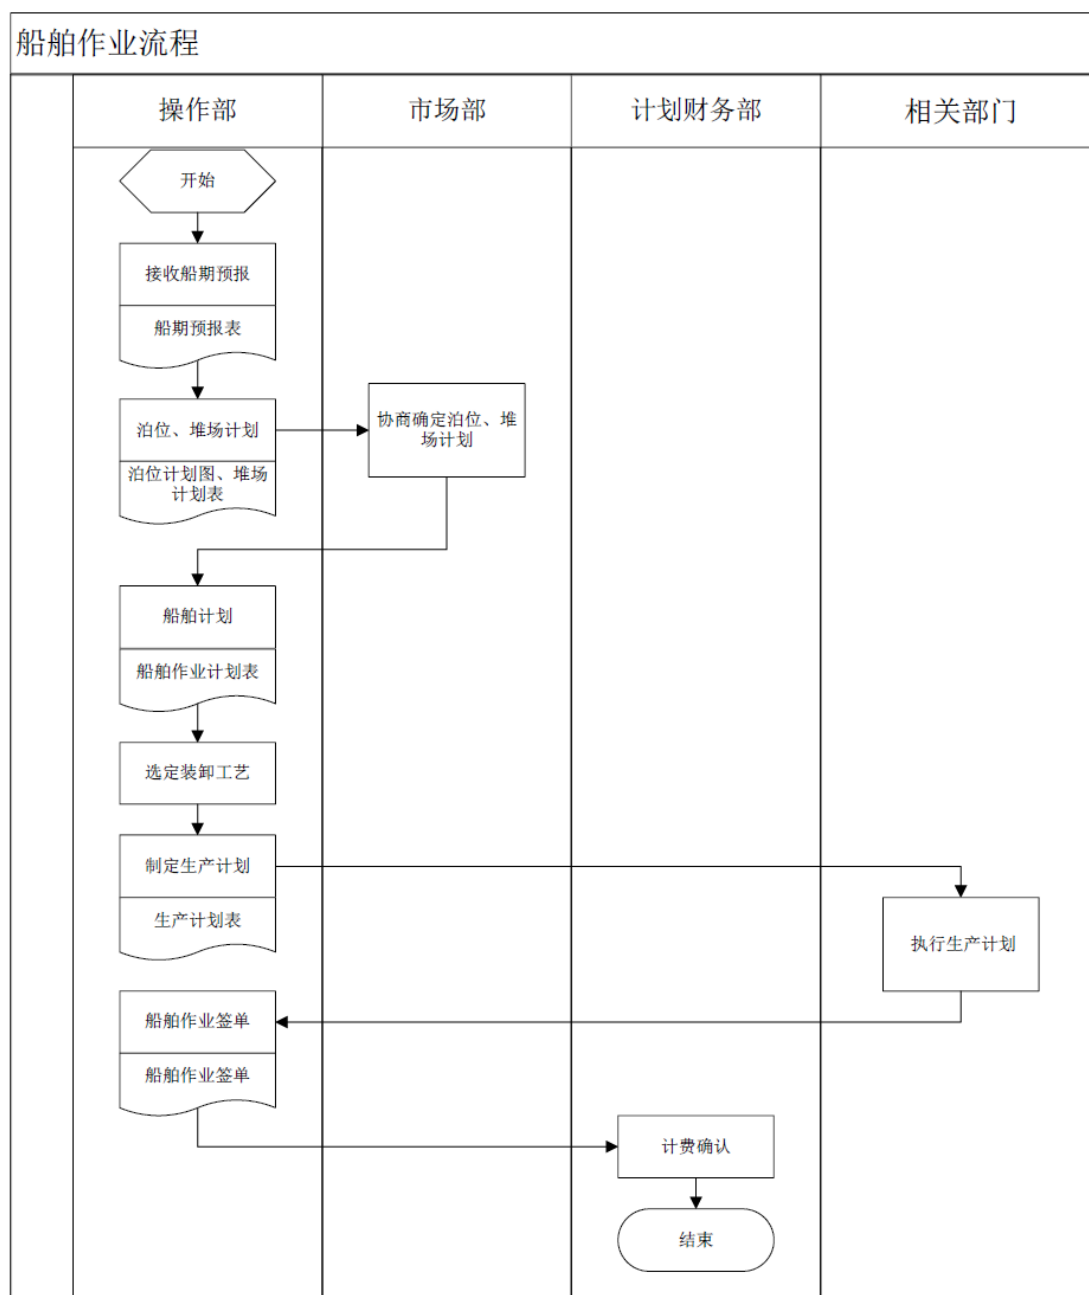 船舶作业流程
操作部
市场部
计划财务部
相关部门
开始
接收船期预报
船期预报表
泊位、堆场计划
泊位计划图、堆场
计划表
协商确定泊位、堆
场计划
船舶计划
船舶作业计划表
选定装卸工艺
制定生产计划
生产计划表
执行生产计划
船舶作业签单
船舶作业签单
计费确认
结束